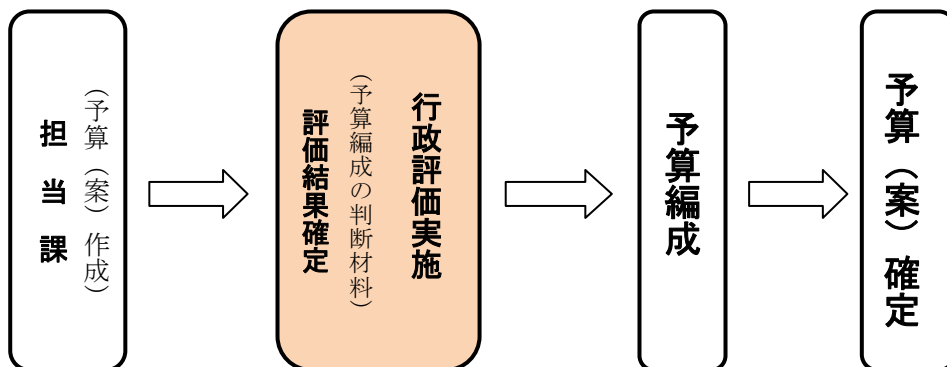 （予算（案）作成）
担当課
行政評価実施
（予算編成の判断材料）
評価結果確定
予算編成
予算（案）確定